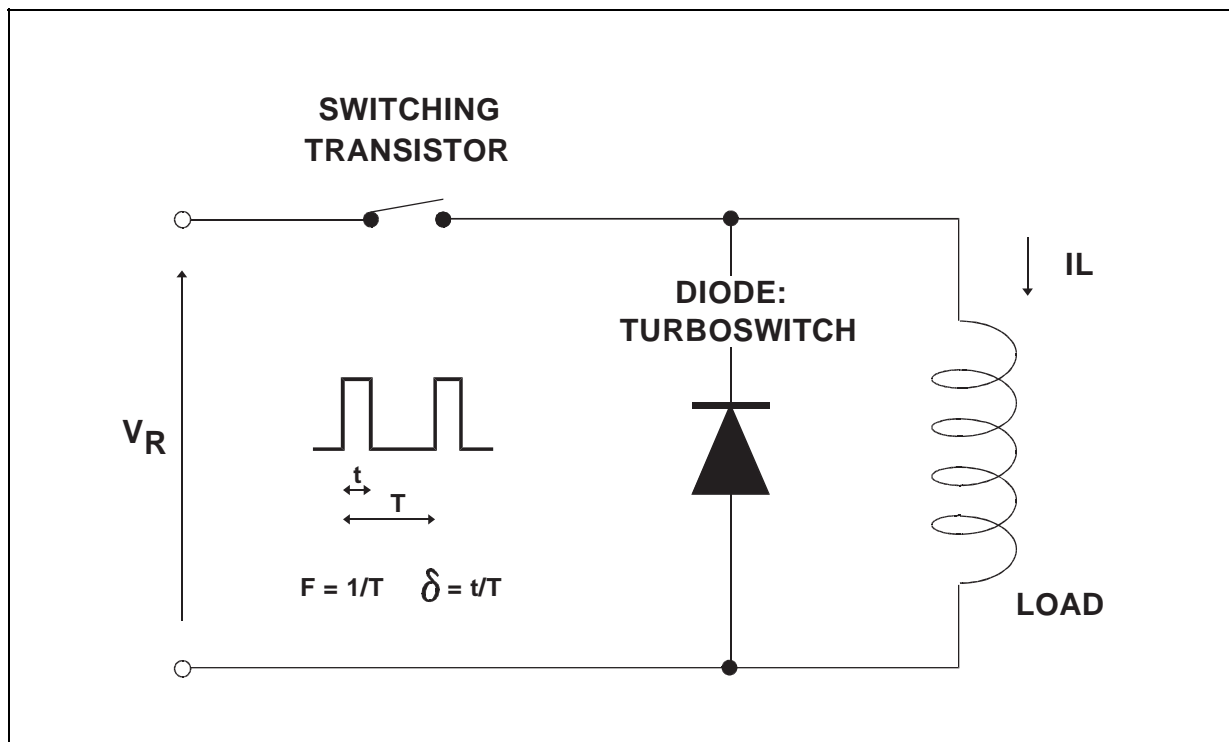 SWITCHING
TRANSISTOR
IL
DIODE:
TURBOSWITCH
VR
t
T
F = 1/T δ = t/T
LOAD